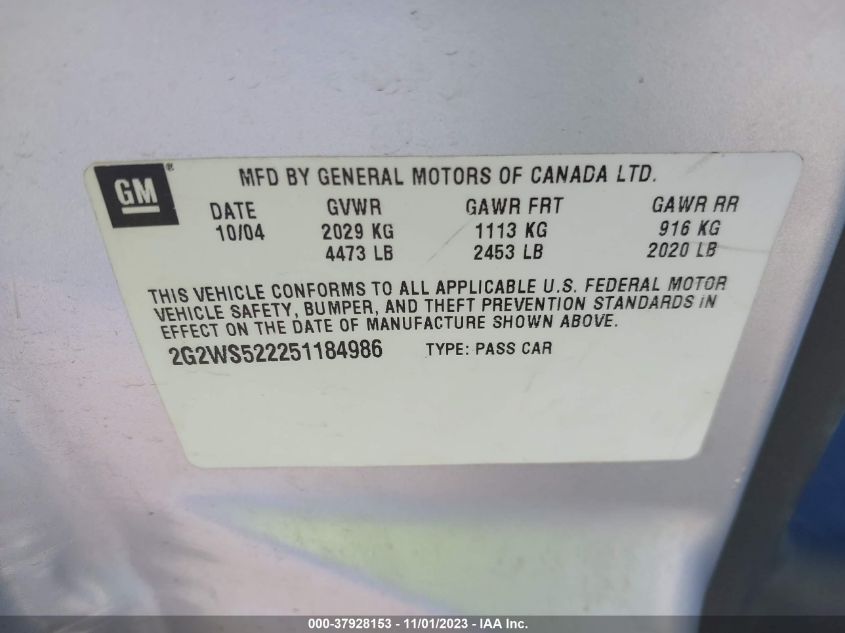 GM®
MFD BY GENERAL MOTORS OF CANADA LTD.
DATE GVWR GAWR FRT GAWR RR
10/04 2029 KG 1113 KG 916 KG
4473 LB 2453 LB 2020 LB
THIS VEHICLE CONFORMS TO ALL APPLICABLE U.S. FEDERAL MOTOR
VEHICLE SAFETY, BUMPER, AND THEFT PREVENTION STANDARDS IN
EFFECT ON THE DATE OF MANUFACTURE SHOWN ABOVE.
2G2WS522251184986 TYPE: PASS CAR
000-37928153 - 11/01/2023 - IAA Inc.